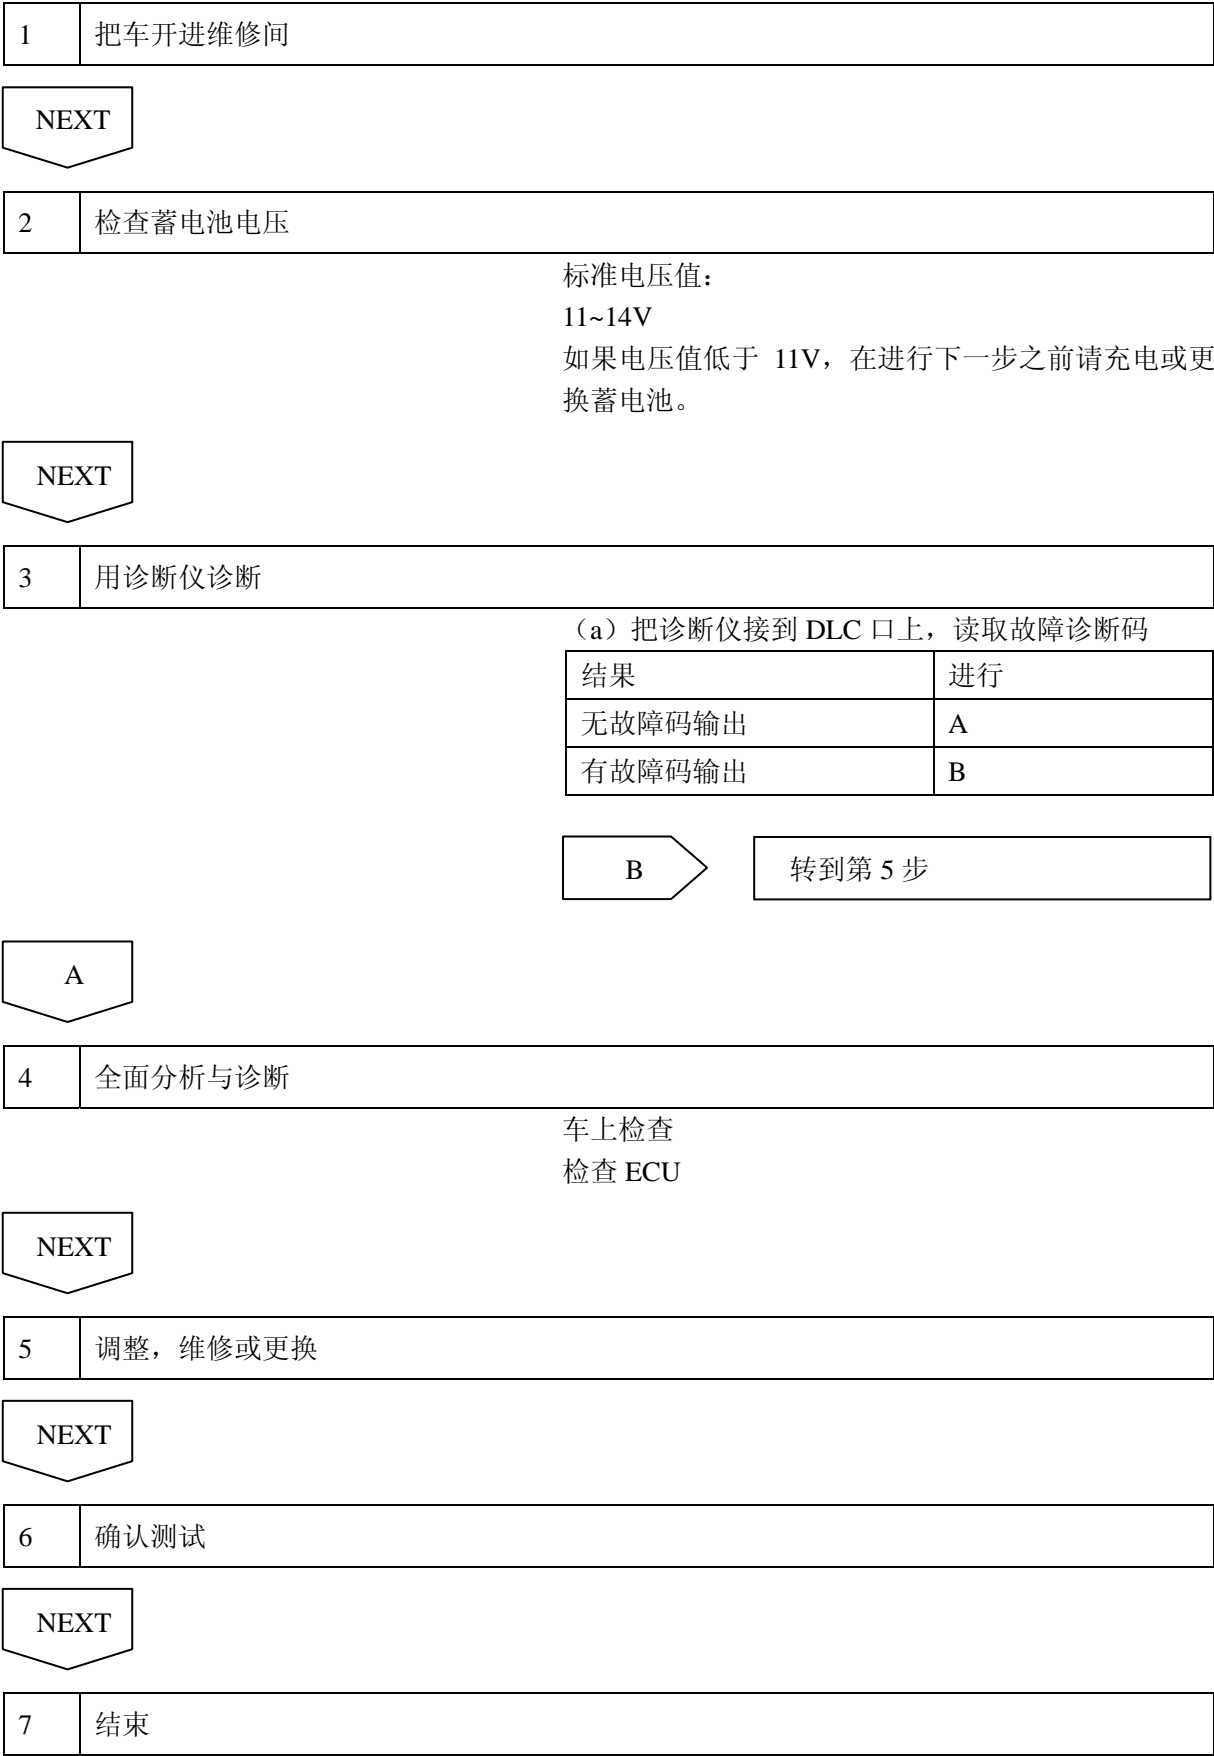 1 把车开进维修间
NEXT
2 检查蓄电池电压
标准电压值：
11~14V
如果电压值低于 11V，在进行下一步之前请充电或更
换蓄电池。
NEXT
3 用诊断仪诊断
（a）把诊断仪接到 DLC 口上，读取故障诊断码
结果 进行
无故障码输出 A
有故障码输出 B
B 转到第 5 步
A
4 全面分析与诊断
车上检查
检查 ECU
NEXT
5 调整，维修或更换
NEXT
6 确认测试
NEXT
7 结束